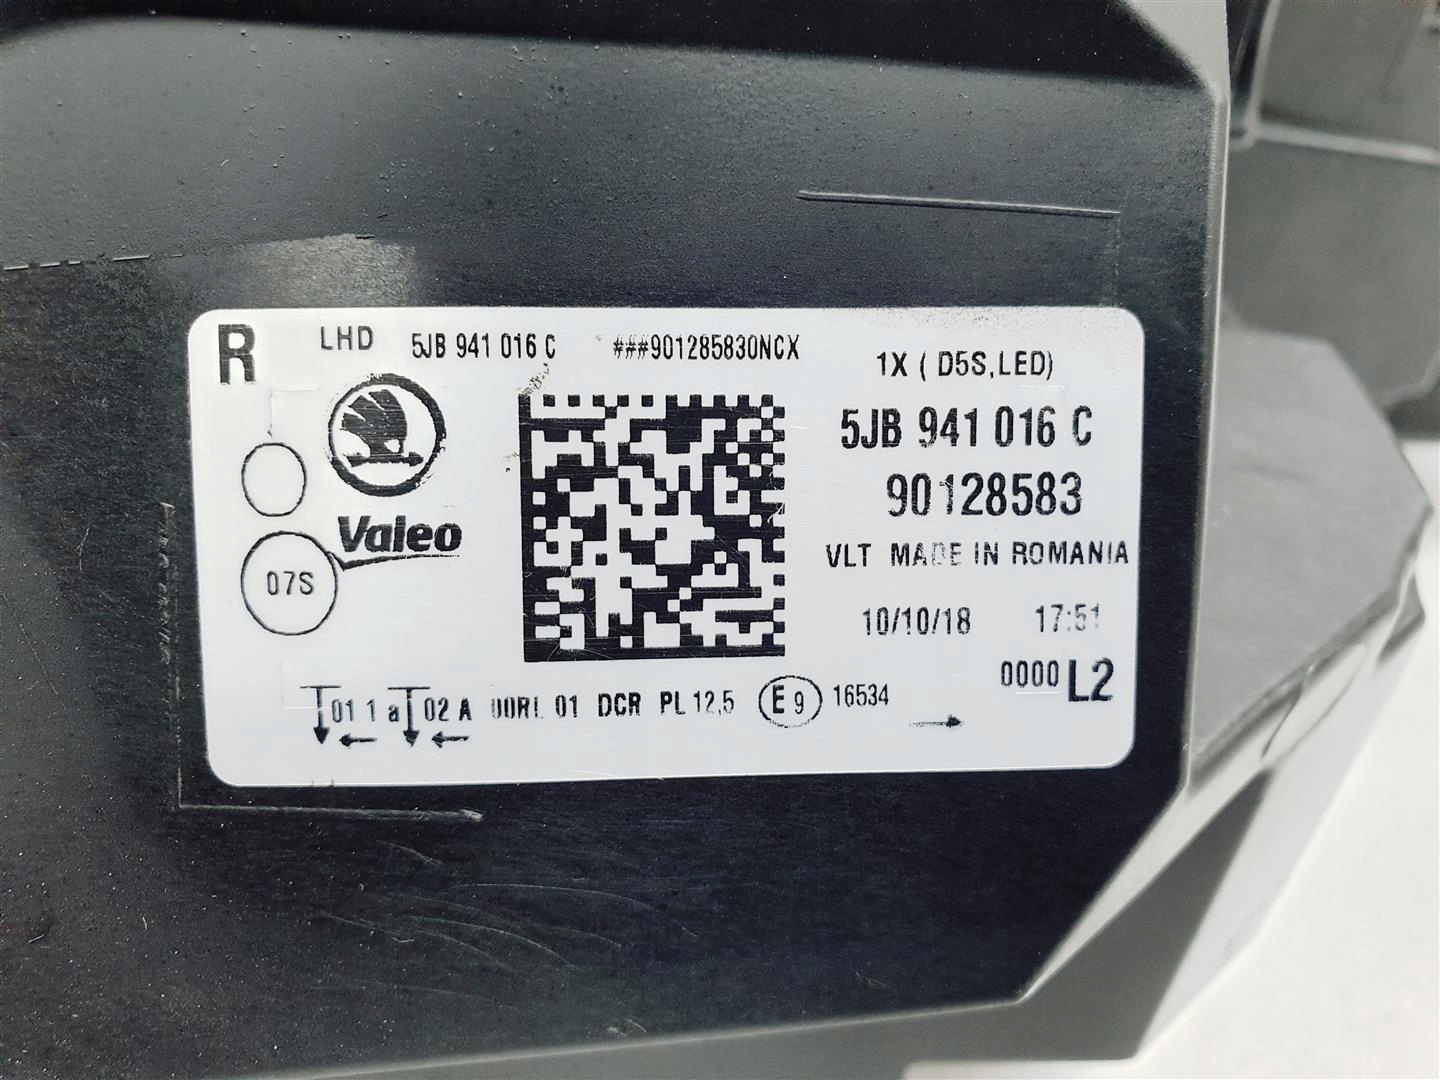 R LHD 5JB 941 016 C ###901285830NCX 1X ( D5S,LED)
5JB 941 016 C
90128583
Valeo
VLT MADE IN ROMANIA
07S
10/10/18 17:51
0000 L2
01 1 a 02 A 00RL 01 DCR PL 12,5 E 9 16534